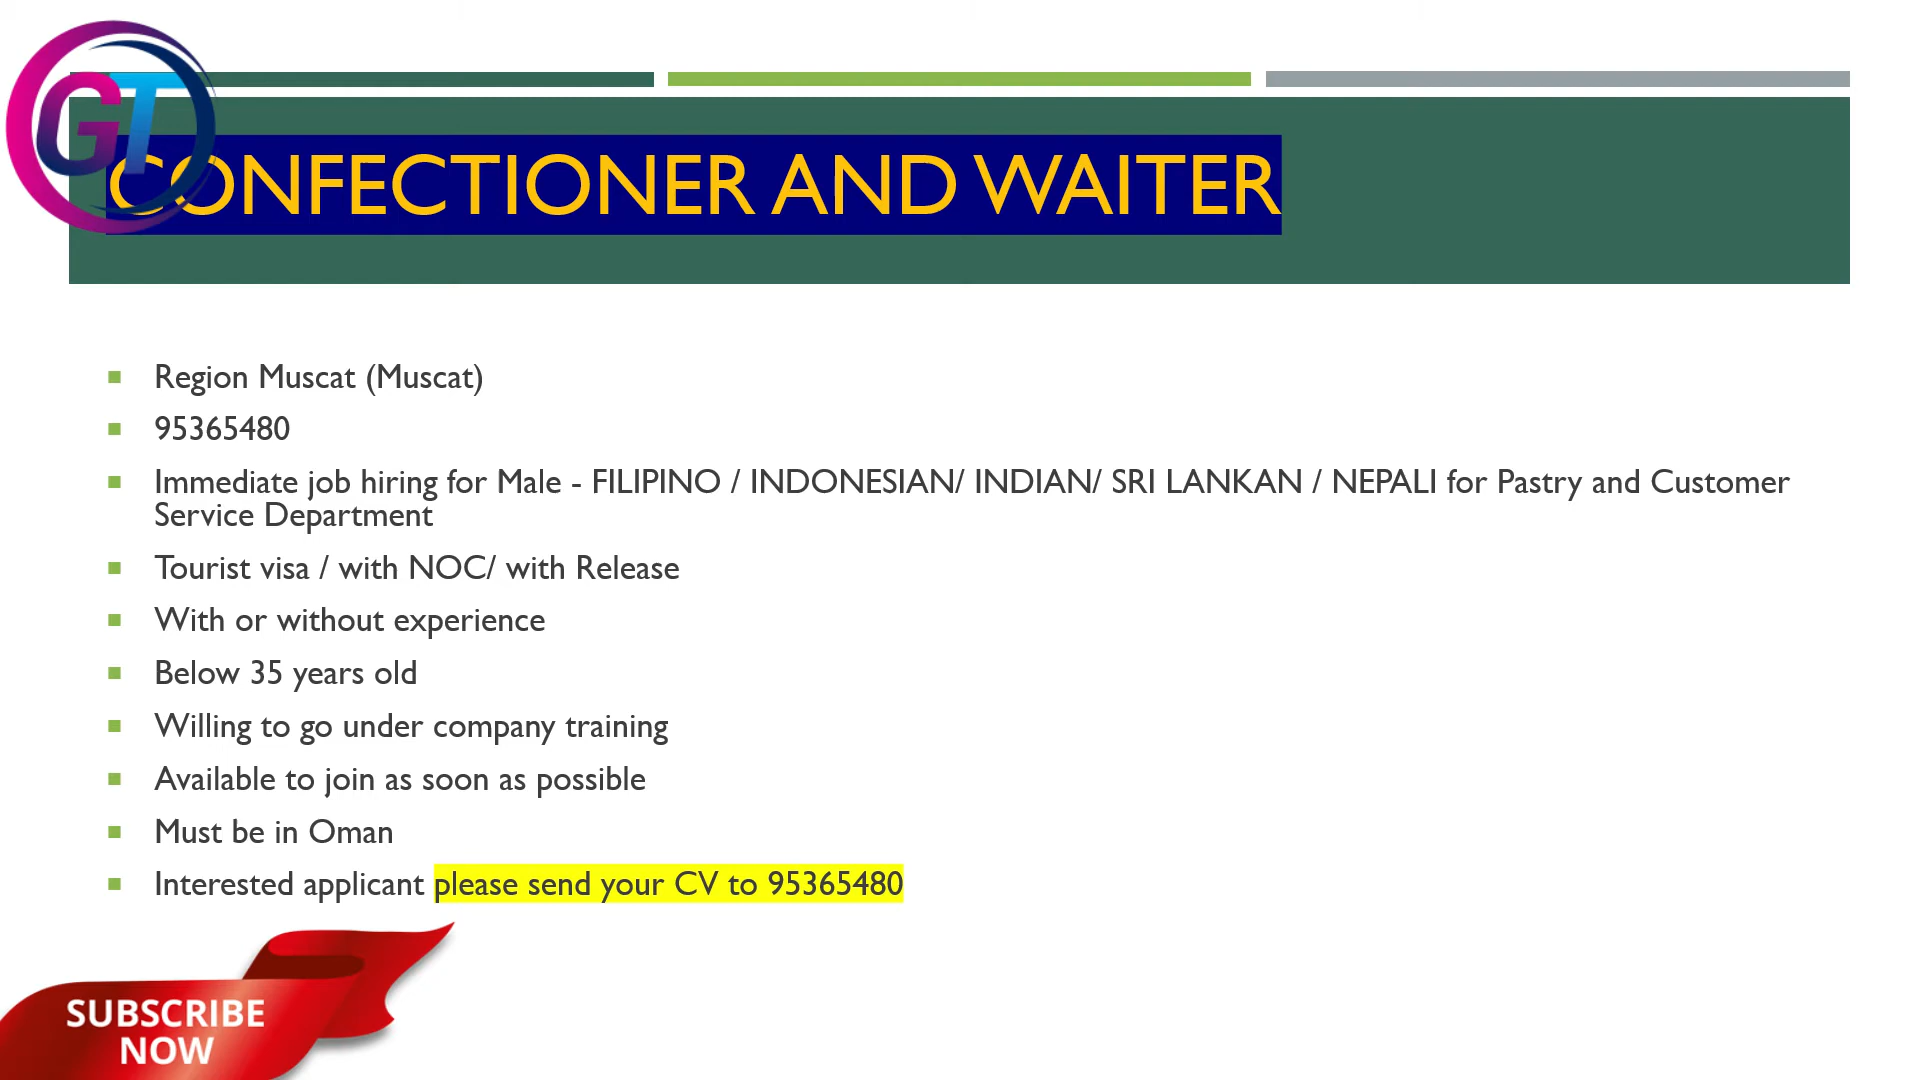 GT
CONFECTIONER AND WAITER
Region Muscat (Muscat)
95365480
Immediate job hiring for Male - FILIPINO / INDONESIAN/ INDIAN/ SRI LANKAN / NEPALI for Pastry and Customer
Service Department
Tourist visa / with NOC/ with Release
With or without experience
Below 35 years old
Willing to go under company training
Available to join as soon as possible
Must be in Oman
Interested applicant please send your CV to 95365480
SUBSCRIBE
NOW